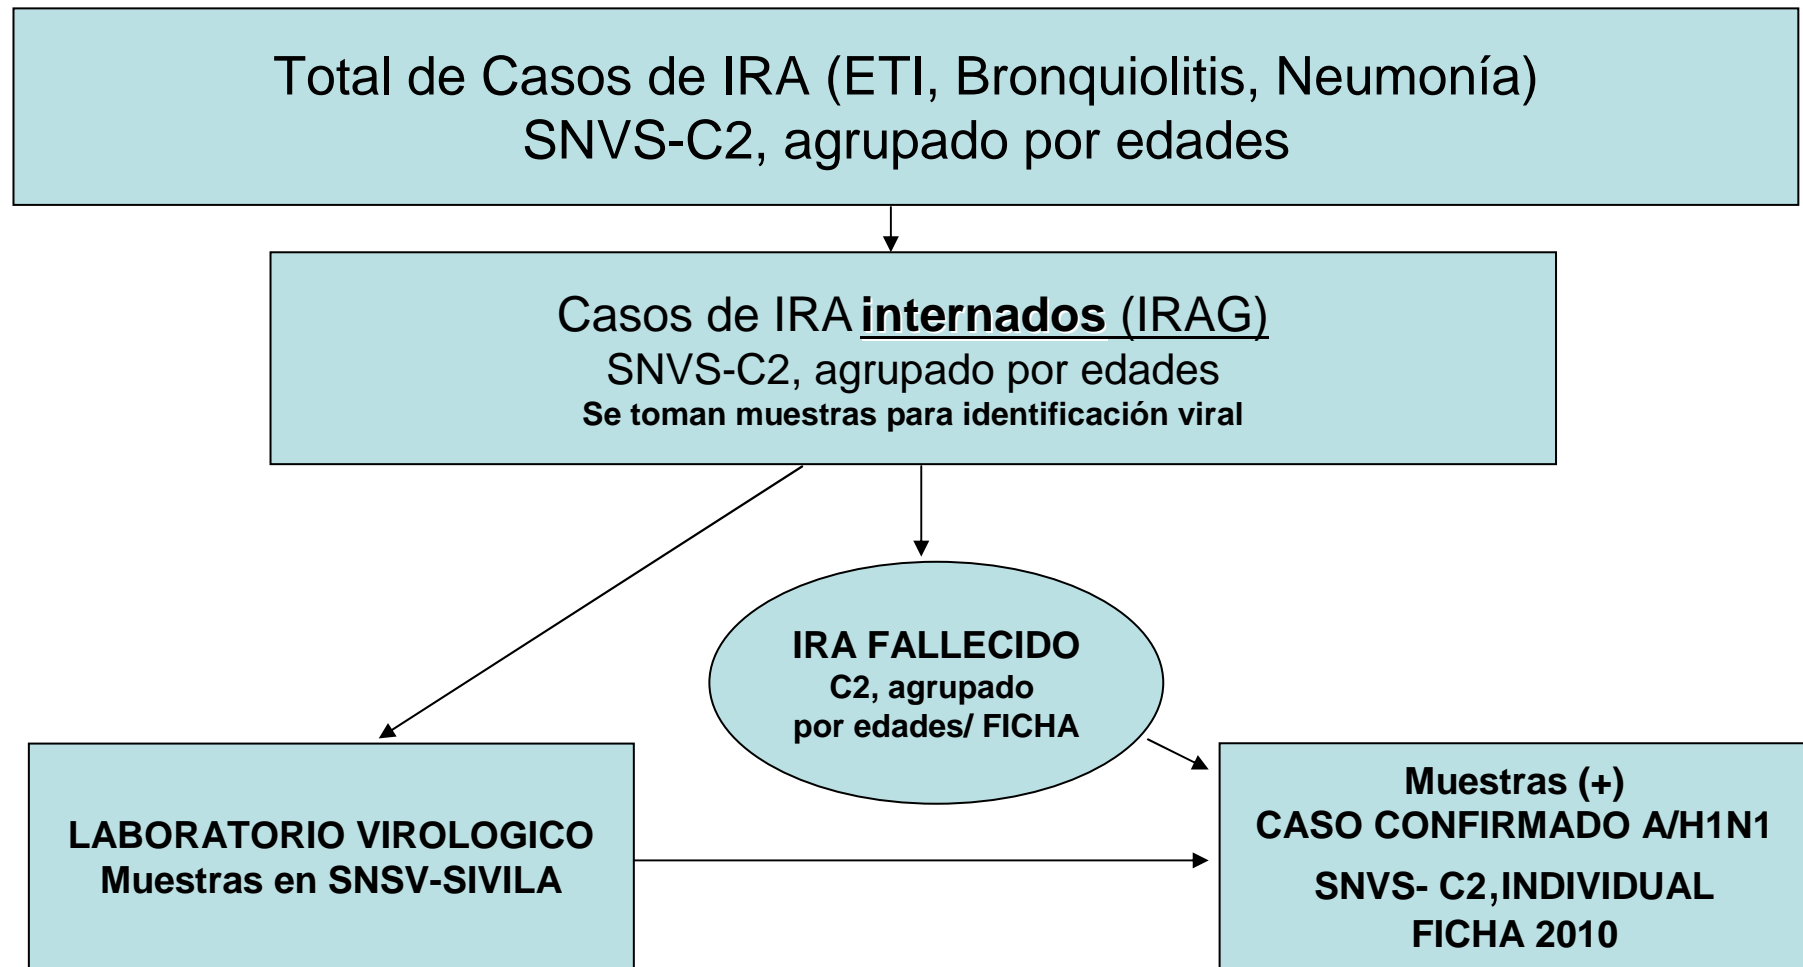 Total de Casos de IRA (ETI, Bronquiolitis, Neumonía)
SNVS-C2, agrupado por edades
Casos de IRA internados (IRAG)
SNVS-C2, agrupado por edades
Se toman muestras para identificación viral
IRA FALLECIDO
C2, agrupado
por edades/ FICHA
LABORATORIO VIROLOGICO
Muestras en SNSV-SIVILA
Muestras (+)
CASO CONFIRMADO A/H1N1
SNVS- C2,INDIVIDUAL
FICHA 2010